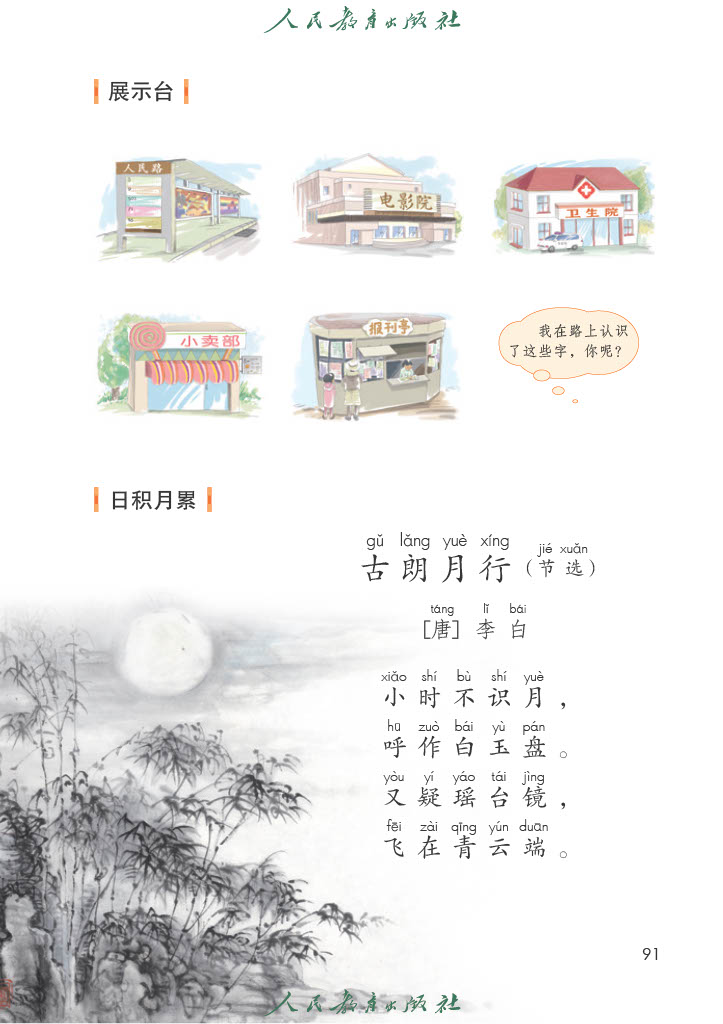 人民教育出版社
展示台
人民路
电影院
卫生院
小卖部
报刊亭
我在路上认识
了这些字，你呢？
日积月累
gǔ lǎng yuè xíng jié xuǎn
古朗月行（节选）
táng lǐ bái
[唐] 李白
xiǎo shí bù shí yuè
小时不识月，
hū zuò bái yù pán
呼作白玉盘。
yòu yí yáo tái jìng
又疑瑶台镜，
fēi zài qīng yún duān
飞在青云端。
91
人民教育出版社